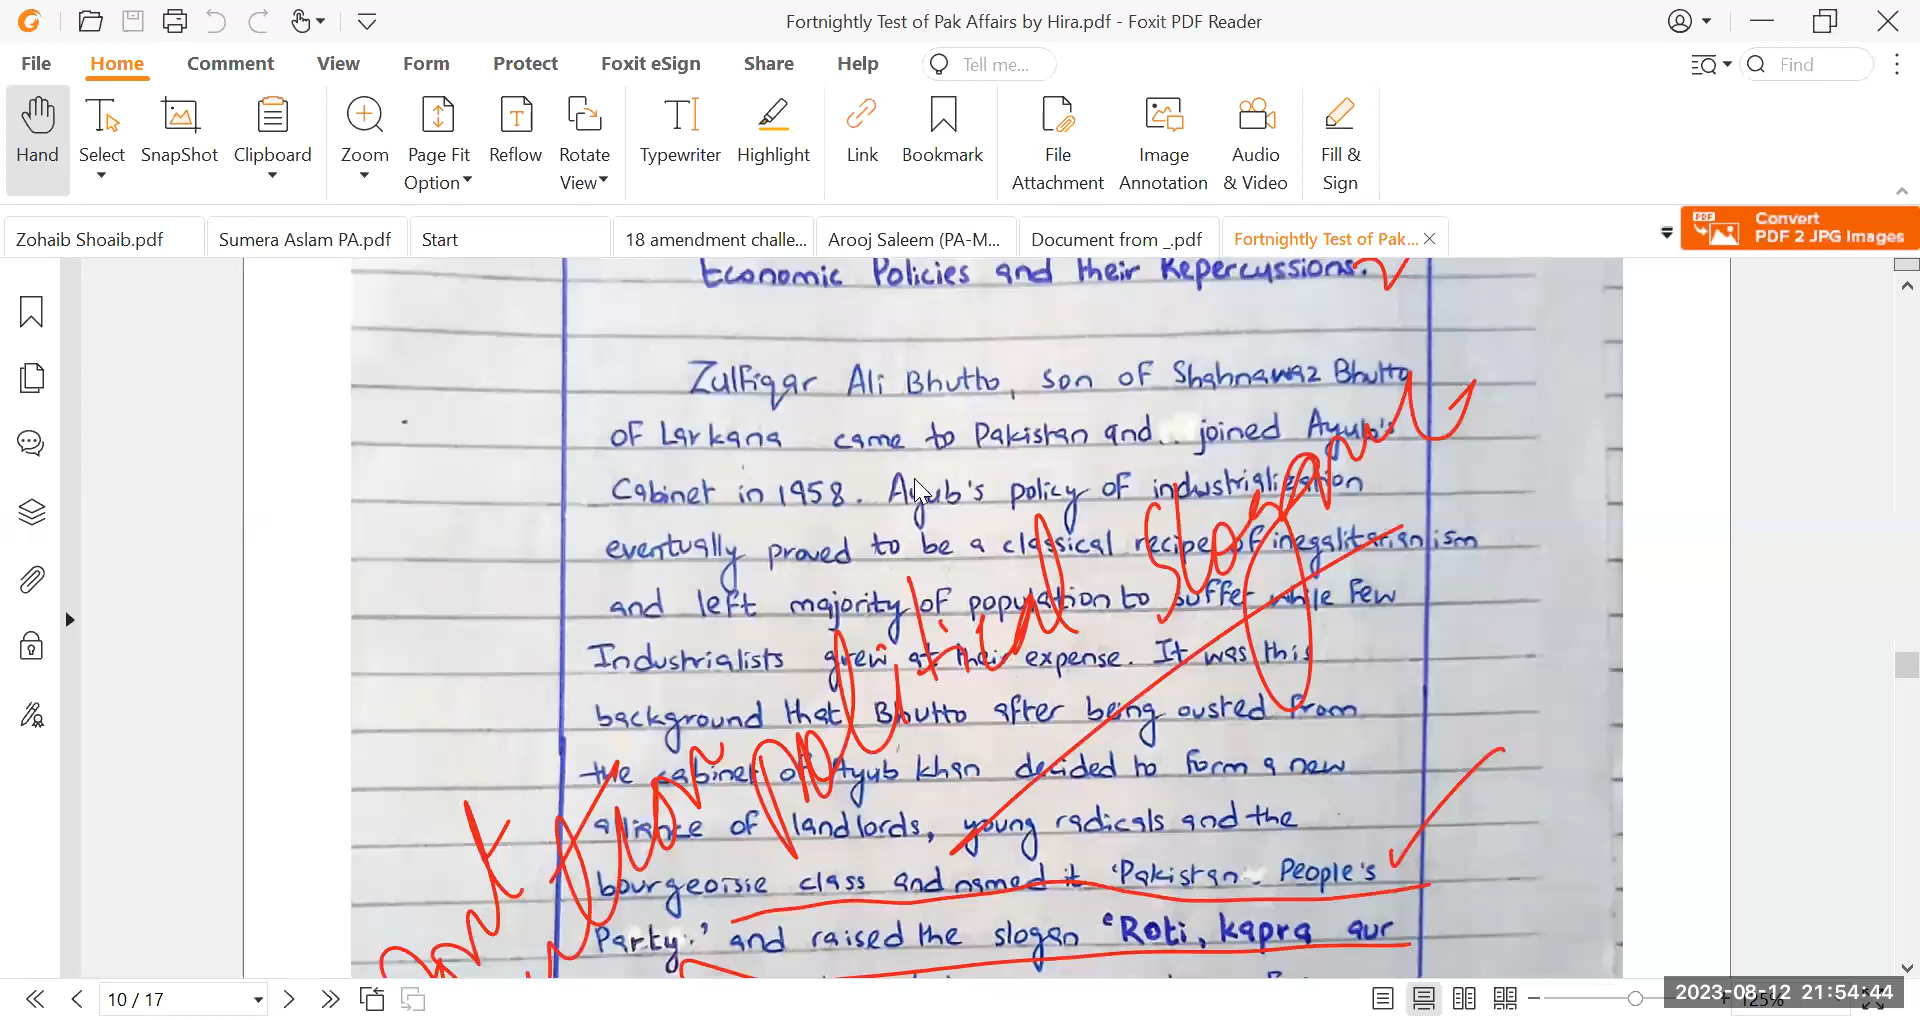 Fortnightly Test of Pak Affairs by Hira.pdf - Foxit PDF Reader
File Home Comment View Form Protect Foxit eSign Share Help Tell me... Find
Hand Select SnapShot Clipboard Zoom Page Fit Option Reflow Rotate View Typewriter Highlight Link Bookmark File Attachment Image Annotation Audio & Video Fill & Sign
Zohaib Shoaib.pdf Sumera Aslam PA.pdf Start 18 amendment challe... Arooj Saleem (PA-M... Document from _.pdf Fortnightly Test of Pak...
PDF Convert PDF 2 JPG Images
Economic Policies and their Repercussions.
Zulfiqar Ali Bhutto, son of Shahnawaz Bhutto
of Larkana came to Pakistan and joined Ayub's
Cabinet in 1958. Ayub's policy of industrialization
eventually proved to be a classical recipe of inegalitarianism
and left majority of population to suffer while few
Industrialists grew at their expense. It was this
background that Bhutto after being ousted from
the cabinet of Ayub khan decided to form a new
alliance of landlords, young radicals and the
bourgeoisie class and named it 'Pakistan People's
Party.' and raised the slogan 'Roti, kapra aur
political slogans
10 / 17
2023-08-12 21:54:44
125%